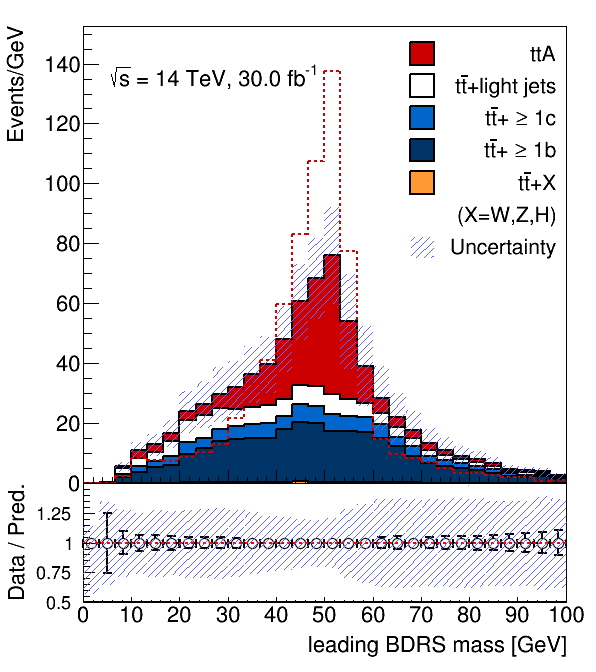 Events/GeV
√s = 14 TeV, 30.0 fb⁻¹
ttA
tt̄+light jets
tt̄+ ≥ 1c
tt̄+ ≥ 1b
tt̄+X
(X=W,Z,H)
Uncertainty
140
120
100
80
60
40
20
0
Data / Pred.
1.25
1
0.75
0.5
0 10 20 30 40 50 60 70 80 90 100
leading BDRS mass [GeV]